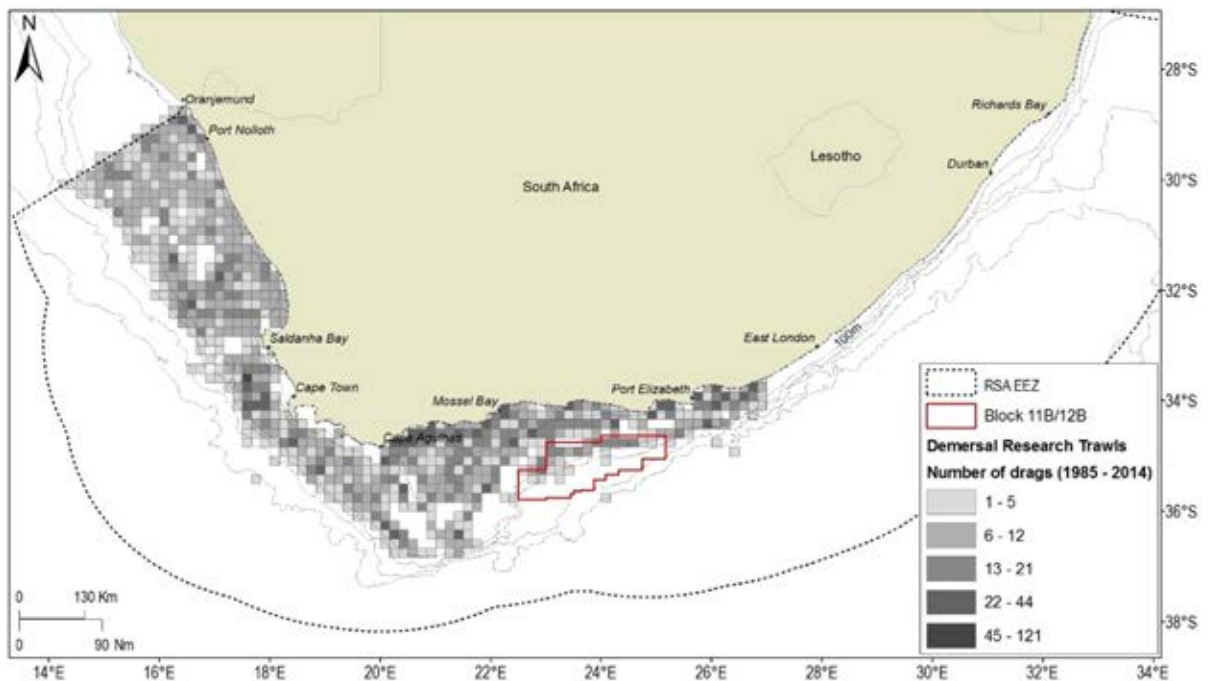 N
28°S
Oranjemund
Richards Bay
Port Nolloth
Lesotho
Durban
30°S
South Africa
32°S
Saldanha Bay
East London
100m
Cape Town
Port Elizabeth
Mossel Bay
34°S
Cape Agulhas
36°S
38°S
RSA EEZ
Block 11B/12B
Demersal Research Trawls
Number of drags (1985 - 2014)
1 - 5
6 - 12
13 - 21
22 - 44
45 - 121
0 130 Km
0 90 Nm
14°E 16°E 18°E 20°E 22°E 24°E 26°E 28°E 30°E 32°E 34°E